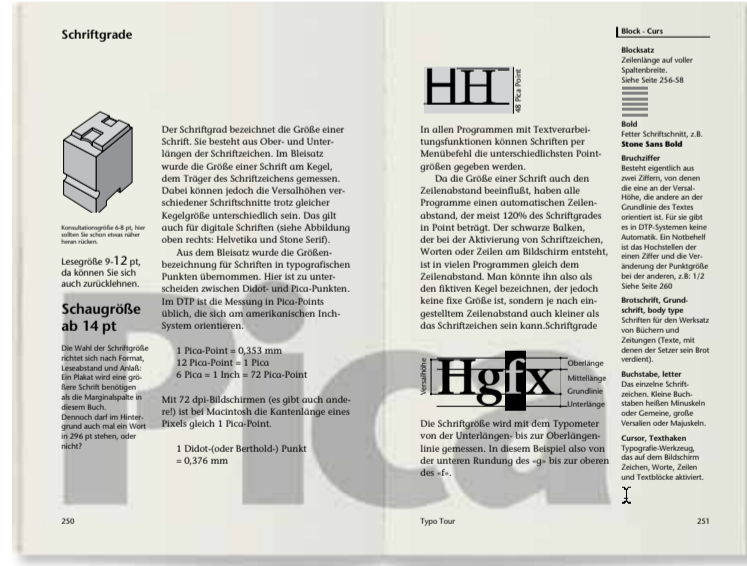 Schriftgrade
Konsultationsgröße 6-8 pt, hier
sollten Sie schon etwas näher
heran rücken.
Lesegröße 9-12 pt,
da können Sie sich
auch zurücklehnen.
Schaugröße
ab 14 pt
Die Wahl der Schriftgröße
richtet sich nach Format,
Leseabstand und Anlaß:
Ein Plakat wird eine grö-
ßere Schrift benötigen
als die Marginalspalte in
diesem Buch.
Dennoch darf im Hinter-
grund auch mal ein Wort
in 296 pt stehen, oder
nicht?
Der Schriftgrad bezeichnet die Größe einer
Schrift. Sie besteht aus Ober- und Unter-
längen der Schriftzeichen. Im Bleisatz
wurde die Größe einer Schrift am Kegel,
dem Träger des Schriftzeichens gemessen.
Dabei können jedoch die Versalhöhen ver-
schiedener Schriftschnitte trotz gleicher
Kegelgröße unterschiedlich sein. Das gilt
auch für digitale Schriften (siehe Abbildung
oben rechts: Helvetika und Stone Serif).
Aus dem Bleisatz wurde die Größen-
bezeichnung für Schriften in typografischen
Punkten übernommen. Hier ist zu unter-
scheiden zwischen Didot- und Pica-Punkten.
Im DTP ist die Messung in Pica-Points
üblich, die sich am amerikanischen Inch-
System orientieren.
1 Pica-Point = 0,353 mm
12 Pica-Point = 1 Pica
6 Pica = 1 Inch = 72 Pica-Point
Mit 72 dpi-Bildschirmen (es gibt auch ande-
re!) ist bei Macintosh die Kantenlänge eines
Pixels gleich 1 Pica-Point.
1 Didot-(oder Berthold-) Punkt
= 0,376 mm
Pica
250
HH
48 Pica Point
In allen Programmen mit Textverarbei-
tungsfunktionen können Schriften per
Menübefehl die unterschiedlichsten Point-
größen gegeben werden.
Da die Größe einer Schrift auch den
Zeilenabstand beeinflußt, haben alle
Programme einen automatischen Zeilen-
abstand, der meist 120% des Schriftgrades
in Point beträgt. Der schwarze Balken,
der bei der Aktivierung von Schriftzeichen,
Worten oder Zeilen am Bildschirm entsteht,
ist in vielen Programmen gleich dem
Zeilenabstand. Man könnte ihn also als
den fiktiven Kegel bezeichnen, der jedoch
keine fixe Größe ist, sondern je nach ein-
gestelltem Zeilenabstand auch kleiner als
das Schriftzeichen sein kann.Schriftgrade
Versalhöhe
Hgfx
Oberlänge
Mittellänge
Grundlinie
Unterlänge
Die Schriftgröße wird mit dem Typometer
von der Unterlängen- bis zur Oberlängen-
linie gemessen. In diesem Beispiel also von
der unteren Rundung des «g» bis zur oberen
des «f».
Typo Tour
Block - Curs
Blocksatz
Zeilenlänge auf voller
Spaltenbreite.
Siehe Seite 256-58
Bold
Fetter Schriftschnitt, z.B.
Stone Sans Bold
Bruchziffer
Besteht eigentlich aus
zwei Ziffern, von denen
die eine an der Versal-
Höhe, die andere an der
Grundlinie des Textes
orientiert ist. Für sie gibt
es in DTP-Systemen keine
Automatik. Ein Notbehelf
ist das Hochstellen der
einen Ziffer und die Ver-
änderung der Punktgröße
bei der anderen, z.B: 1/2
Siehe Seite 260
Brotschrift, Grund-
schrift, body type
Schriften für den Werksatz
von Büchern und
Zeitungen (Texte, mit
denen der Setzer sein Brot
verdient).
Buchstabe, letter
Das einzelne Schrift-
zeichen. Kleine Buch-
staben heißen Minuskeln
oder Gemeine, große
Versalien oder Majuskeln.
Cursor, Texthaken
Typografie-Werkzeug,
das auf dem Bildschirm
Zeichen, Worte, Zeilen
und Textblöcke aktiviert.
251